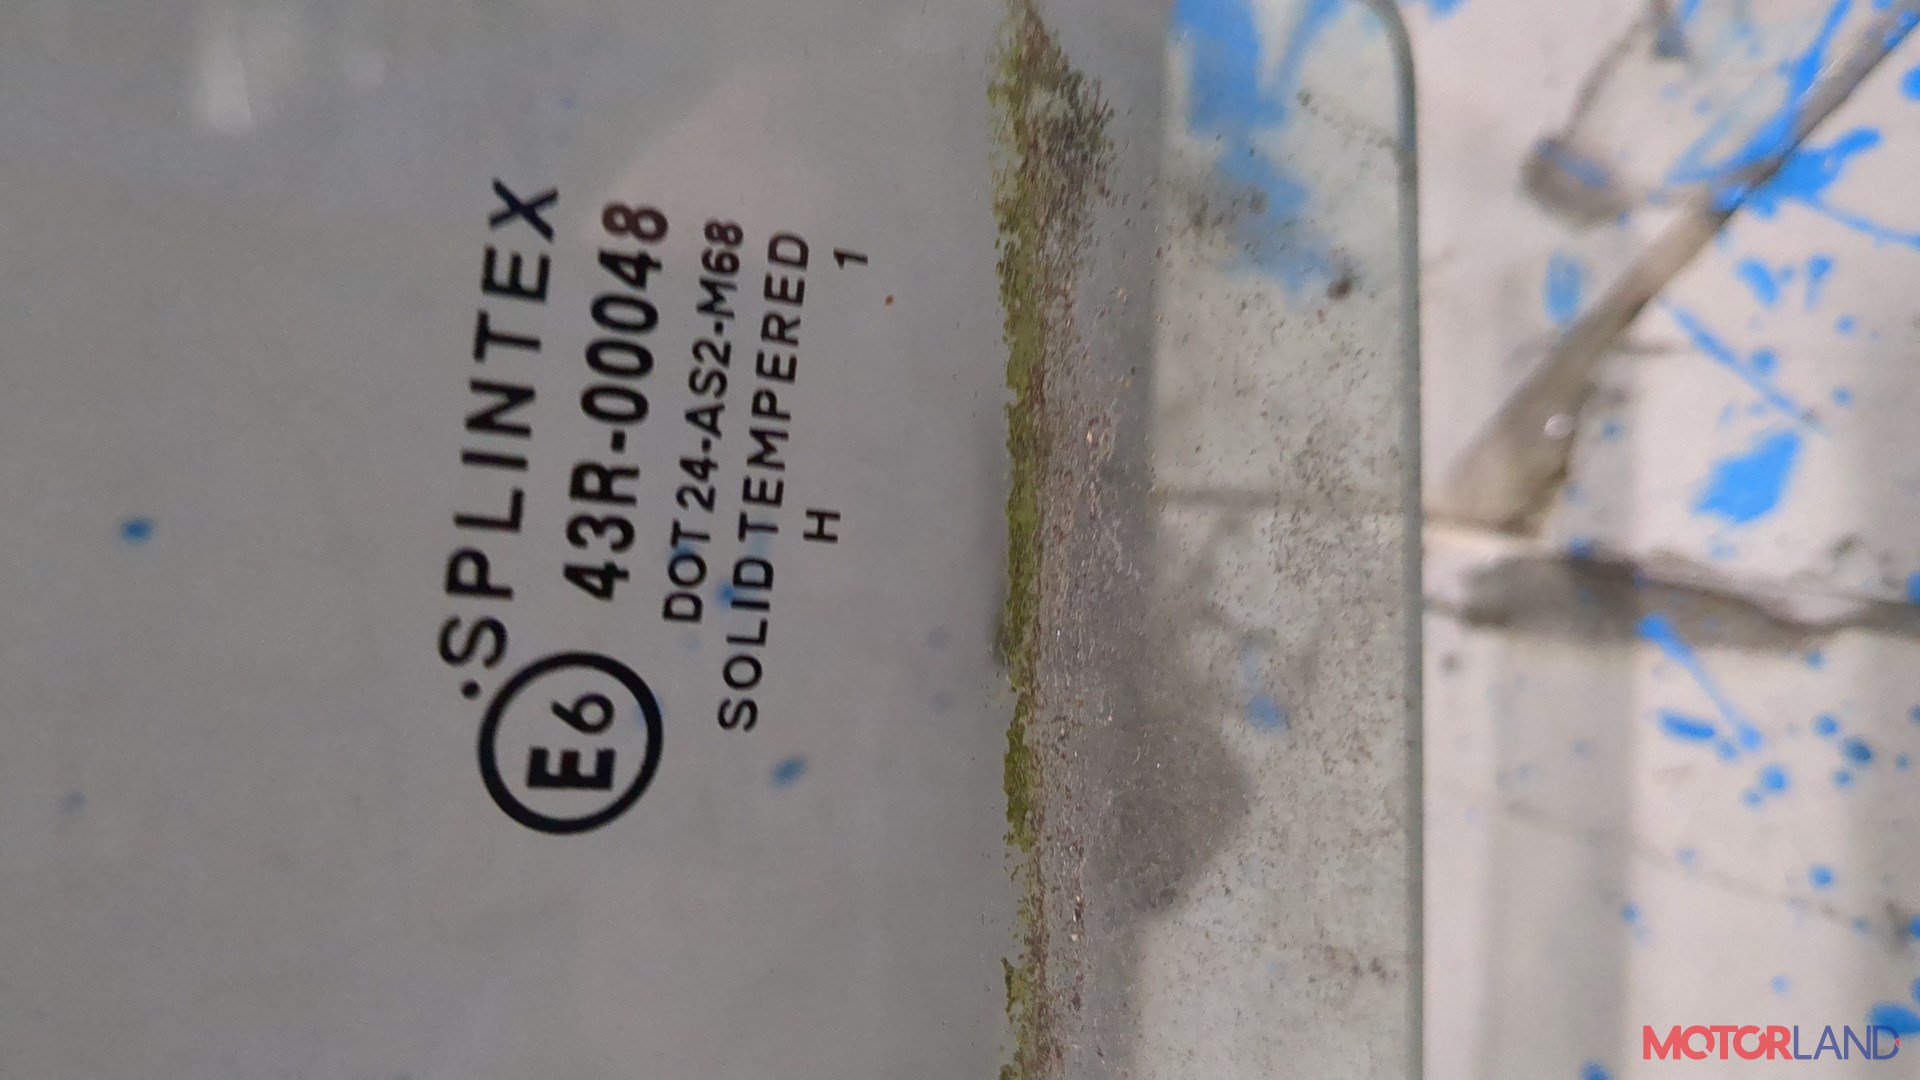 .SPLINTEX
E6 43R-00048
DOT 24-AS2-M68
SOLID TEMPERED
H 1
MOTORLAND